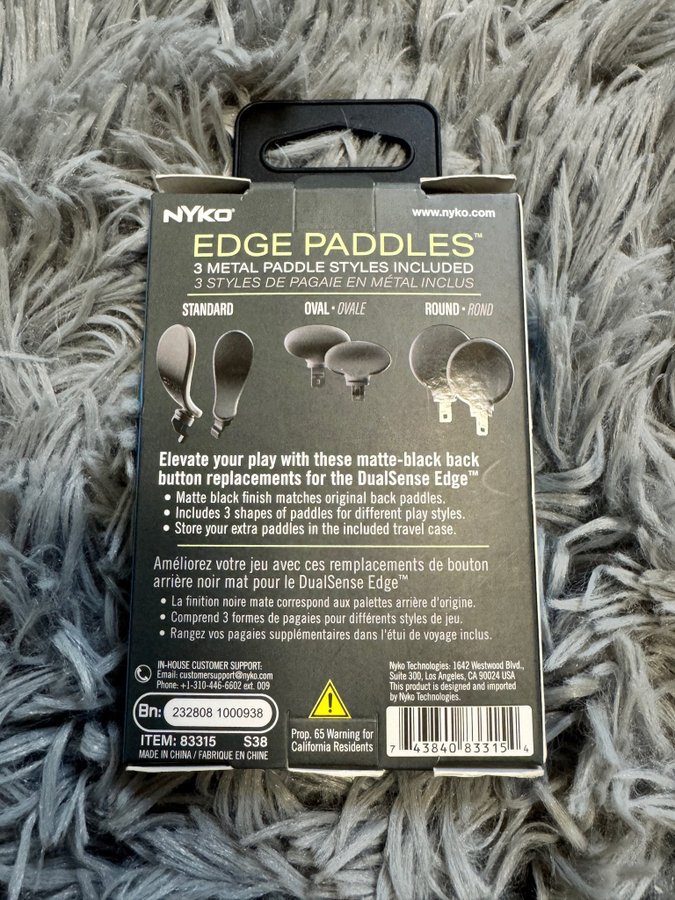 NYKO®
www.nyko.com
EDGE PADDLES™
3 METAL PADDLE STYLES INCLUDED
3 STYLES DE PAGAIE EN MÉTAL INCLUS
STANDARD
OVAL • OVALE
ROUND • ROND
Elevate your play with these matte-black back
button replacements for the DualSense Edge™
• Matte black finish matches original back paddles.
• Includes 3 shapes of paddles for different play styles.
• Store your extra paddles in the included travel case.
Améliorez votre jeu avec ces remplacements de bouton
arrière noir mat pour le DualSense Edge™
• La finition noire mate correspond aux palettes arrière d'origine.
• Comprend 3 formes de pagaies pour différents styles de jeu.
• Rangez vos pagaies supplémentaires dans l'étui de voyage inclus.
IN-HOUSE CUSTOMER SUPPORT:
Email: customersupport@nyko.com
Phone: +1-310-446-6602 ext. 009
Bn: 232808 1000938
ITEM: 83315 S38
MADE IN CHINA / FABRIQUE EN CHINE
!
Prop. 65 Warning for
California Residents
Nyko Technologies: 1642 Westwood Blvd.,
Suite 300, Los Angeles, CA 90024 USA
This product is designed and imported
by Nyko Technologies.
7 43840 83315 4